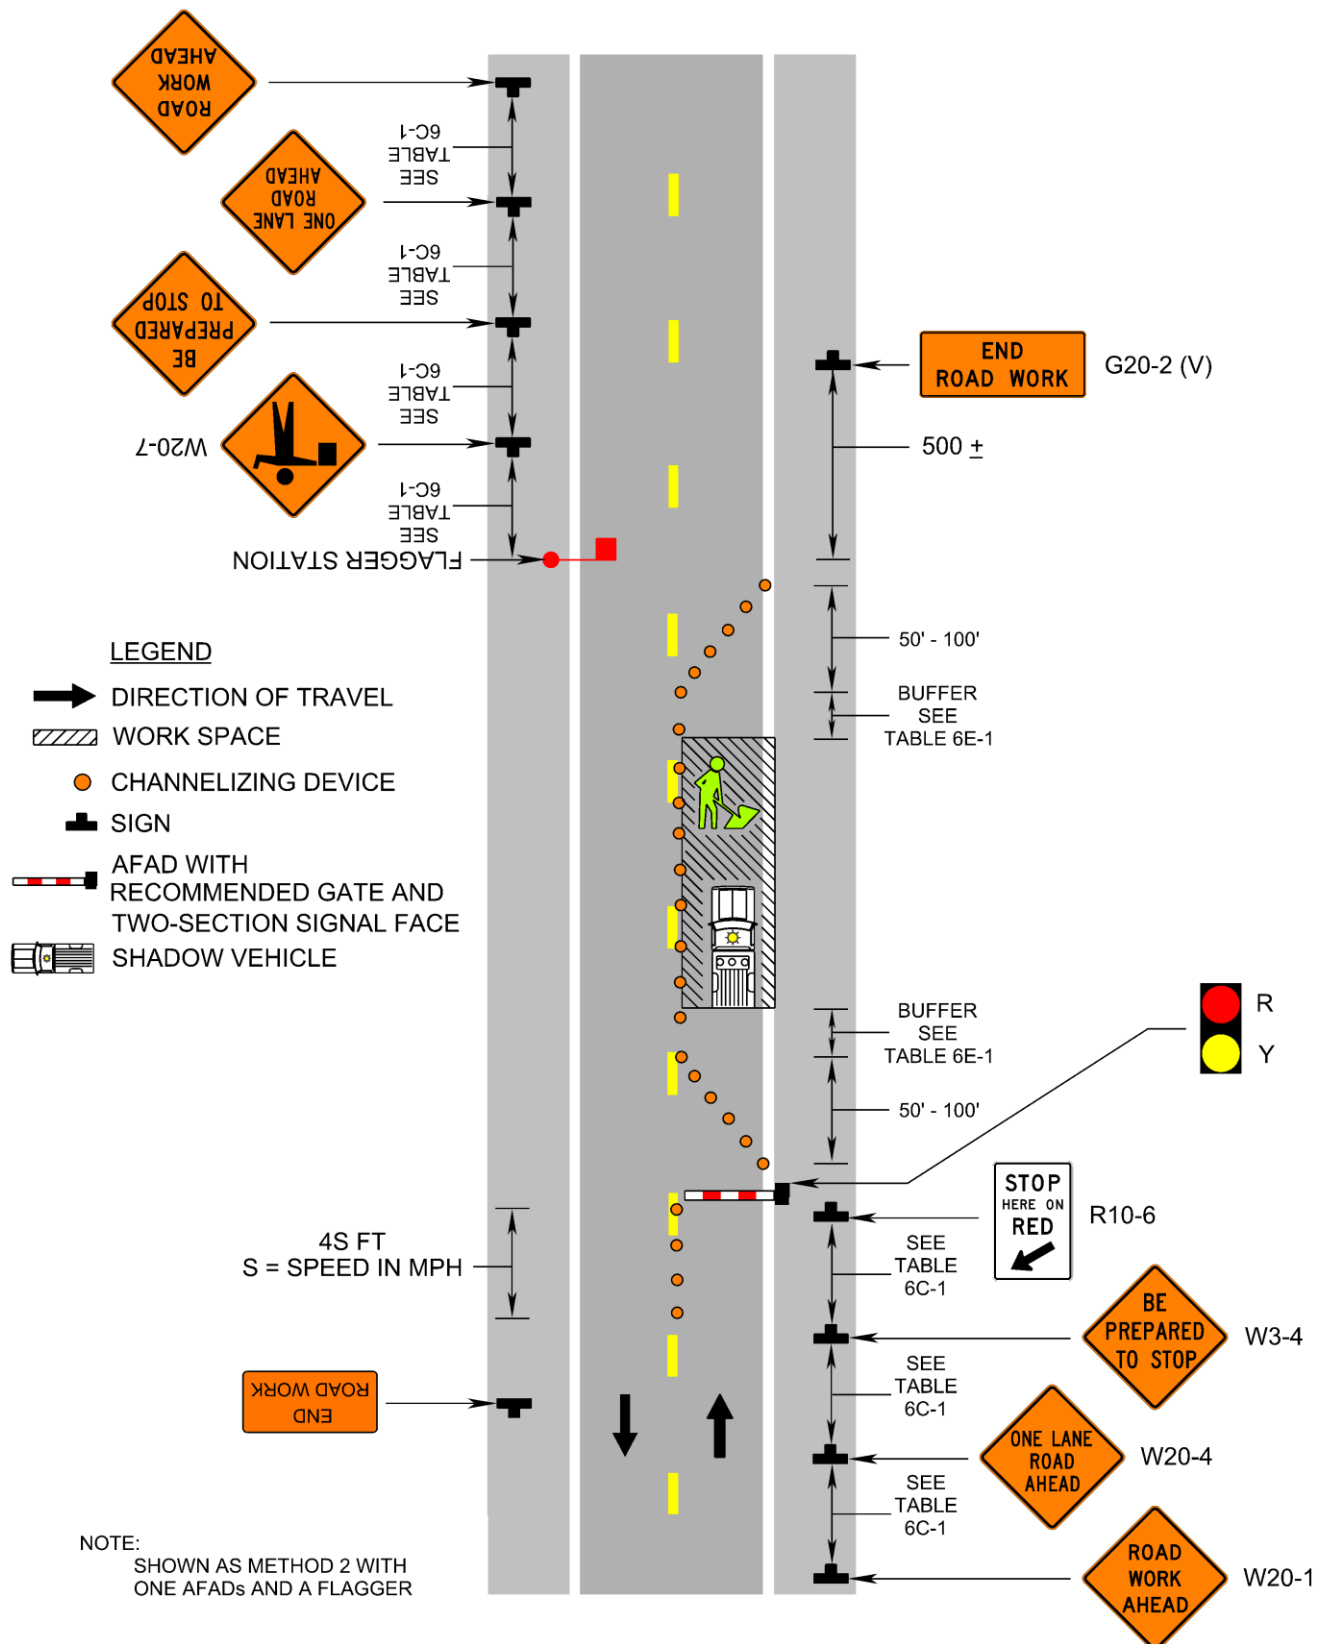 ROAD
WORK
AHEAD
SEE
TABLE
6C-1
ONE LANE
ROAD
AHEAD
SEE
TABLE
6C-1
BE
PREPARED
TO STOP
SEE
TABLE
6C-1
W20-7
SEE
TABLE
6C-1
FLAGGER STATION
END
ROAD WORK
G20-2 (V)
500 ±
50' - 100'
BUFFER
SEE
TABLE 6E-1
LEGEND
DIRECTION OF TRAVEL
WORK SPACE
CHANNELIZING DEVICE
SIGN
AFAD WITH
RECOMMENDED GATE AND
TWO-SECTION SIGNAL FACE
SHADOW VEHICLE
BUFFER
SEE
TABLE 6E-1
50' - 100'
R
Y
STOP
HERE ON
RED
R10-6
4S FT
S = SPEED IN MPH
SEE
TABLE
6C-1
BE
PREPARED
TO STOP
W3-4
SEE
TABLE
6C-1
END
ROAD WORK
ONE LANE
ROAD
AHEAD
W20-4
SEE
TABLE
6C-1
ROAD
WORK
AHEAD
W20-1
NOTE:
SHOWN AS METHOD 2 WITH
ONE AFADs AND A FLAGGER